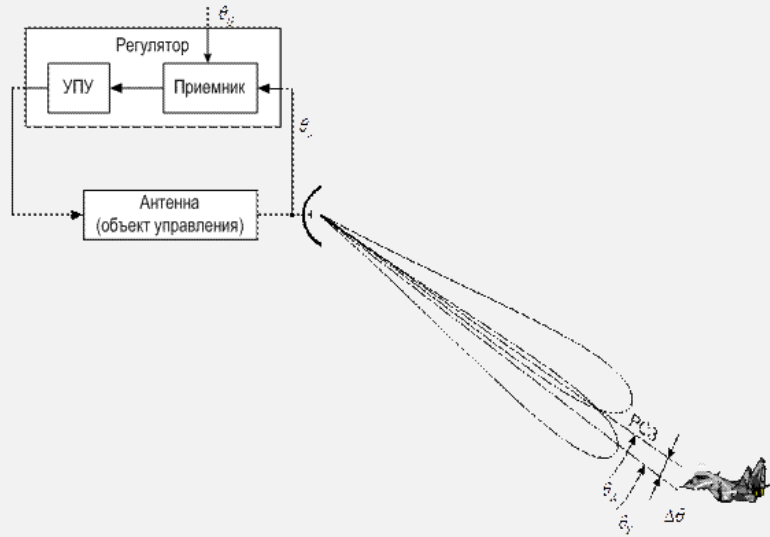 Регулятор
УПУ
Приемник
Антенна
(объект управления)
РСЗ
Δθ